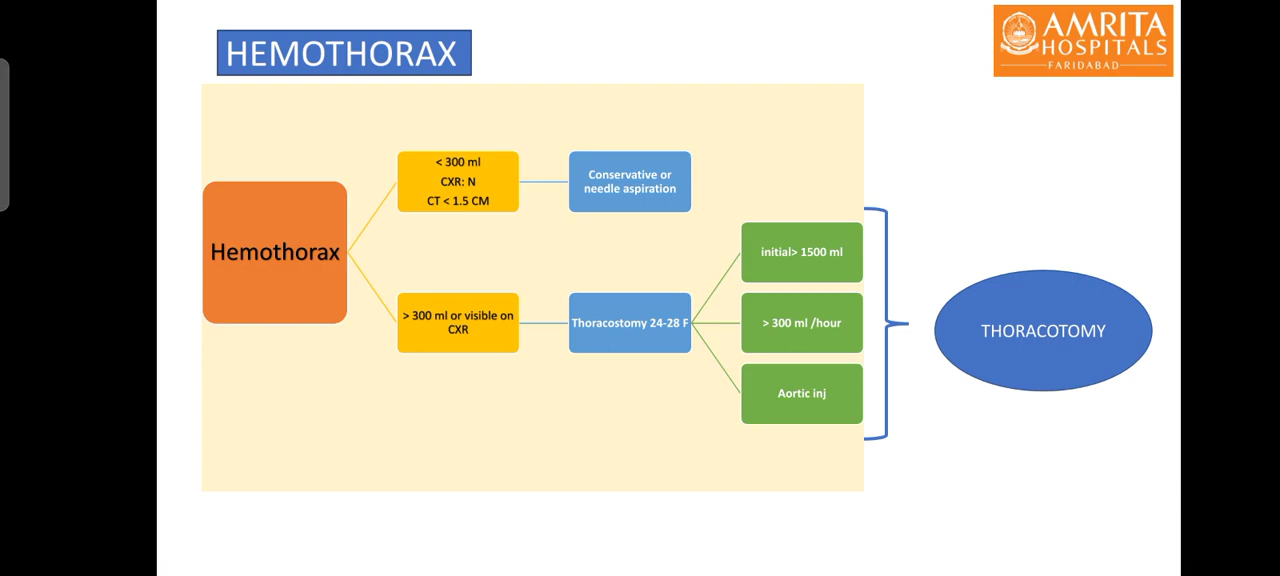 HEMOTHORAX
AMRITA
HOSPITALS
FARIDABAD
Hemothorax
< 300 ml
CXR: N
CT < 1.5 CM
Conservative or
needle aspiration
> 300 ml or visible on
CXR
Thoracostomy 24-28 F
initial> 1500 ml
> 300 ml /hour
Aortic inj
THORACOTOMY